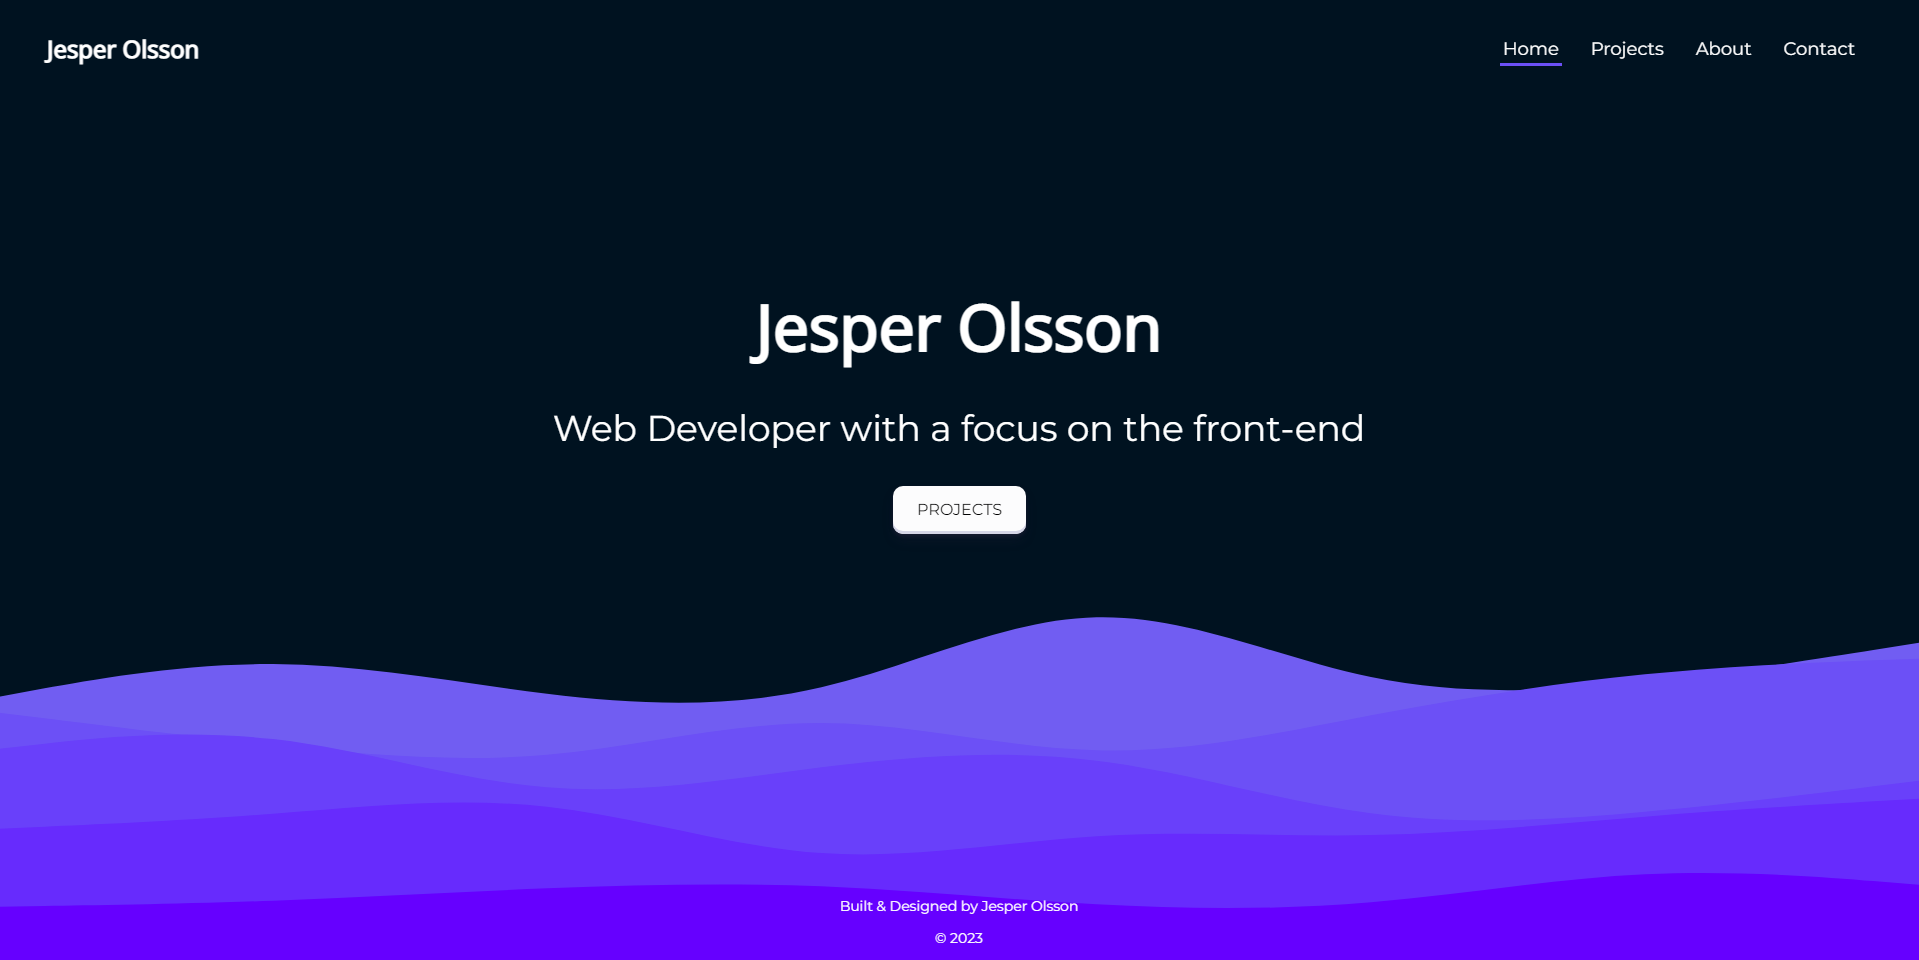 Jesper Olsson
Home Projects About Contact
Jesper Olsson
Web Developer with a focus on the front-end
PROJECTS
Built & Designed by Jesper Olsson
© 2023